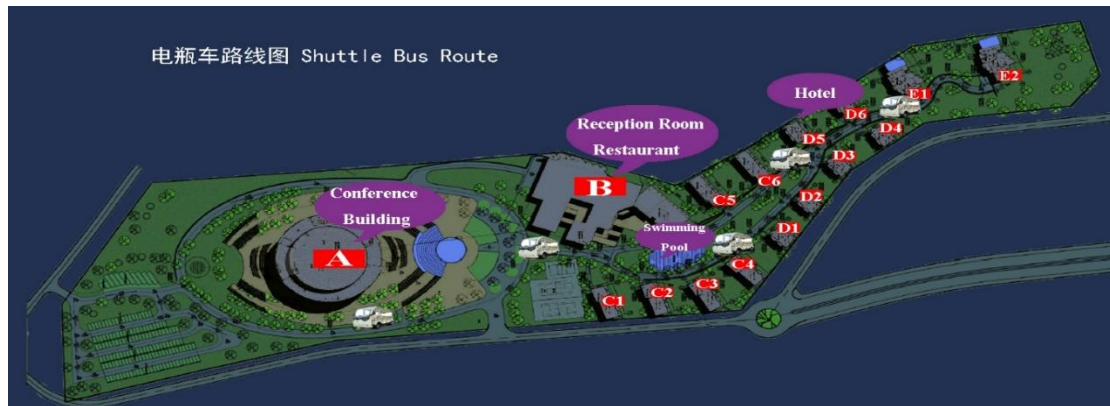 电瓶车路线图 Shuttle Bus Route
Hotel
Reception Room
Restaurant
Conference
Building
Swimming
Pool
A
B
C1
C2
C3
C4
C5
C6
D1
D2
D3
D4
D5
D6
E1
E2